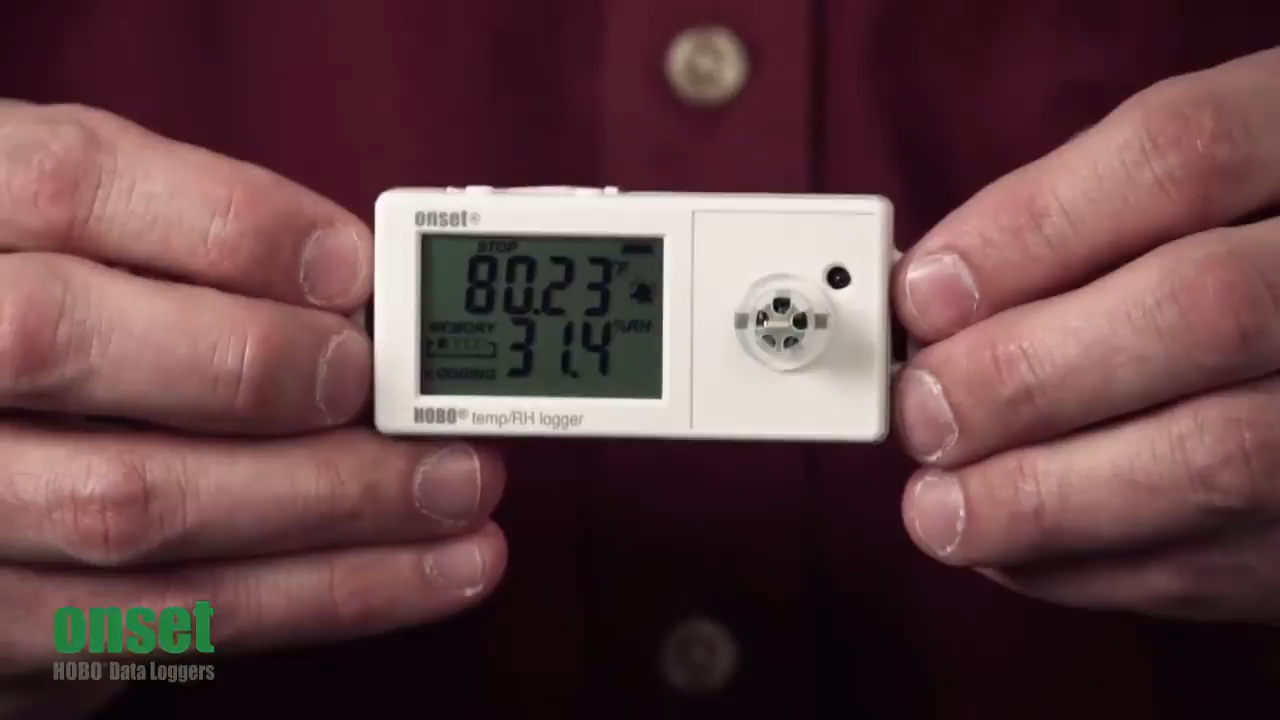 onset®
STOP
80.23 °F
MEMORY
31.4 %RH
LOGGING
HOBO® temp/RH logger
onset
HOBO® Data Loggers